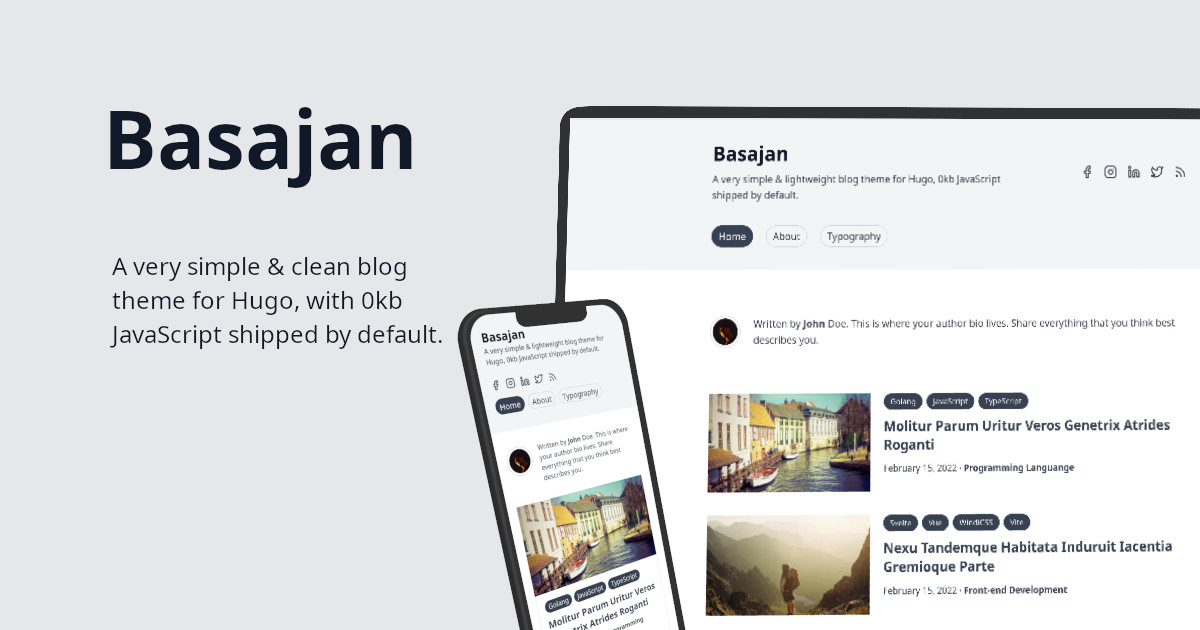 Basajan
A very simple & clean blog
theme for Hugo, with 0kb
JavaScript shipped by default.
Basajan
A very simple & lightweight blog theme for Hugo, 0kb JavaScript
shipped by default.
Home
About
Typography
Written by John Doe. This is where your author bio lives. Share everything that you think best
describes you.
Golang
JavaScript
TypeScript
Molitur Parum Uritur Veros Genetrix Atrides
Roganti
February 15, 2022 · Programming Languange
Svelte
Vue
WindiCSS
Vite
Nexu Tandemque Habitata Induruit Iacentia
Gremioque Parte
February 15, 2022 · Front-end Development
Basajan
A very simple & lightweight blog theme for
Hugo, 0kb JavaScript shipped by default.
Home
About
Typography
Written by John Doe. This is where
your author bio lives. Share
everything that you think best
describes you.
Golang
JavaScript
TypeScript
Molitur Parum Uritur Veros
Atrides Roganti